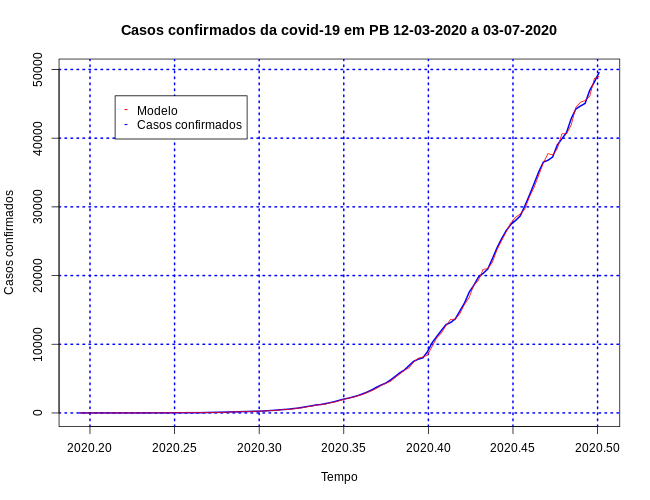 Casos confirmados da covid-19 em PB 12-03-2020 a 03-07-2020
Casos confirmados
50000
40000
30000
20000
10000
0
- Modelo
- Casos confirmados
2020.20 2020.25 2020.30 2020.35 2020.40 2020.45 2020.50
Tempo